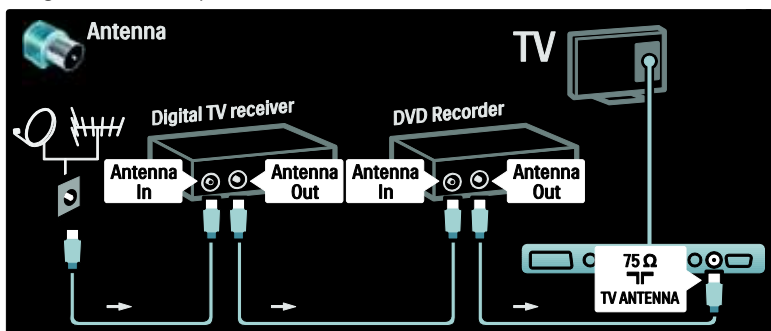 Antenna
TV
Digital TV receiver
DVD Recorder
Antenna
In
Antenna
Out
Antenna
In
Antenna
Out
75 Ω
TV ANTENNA